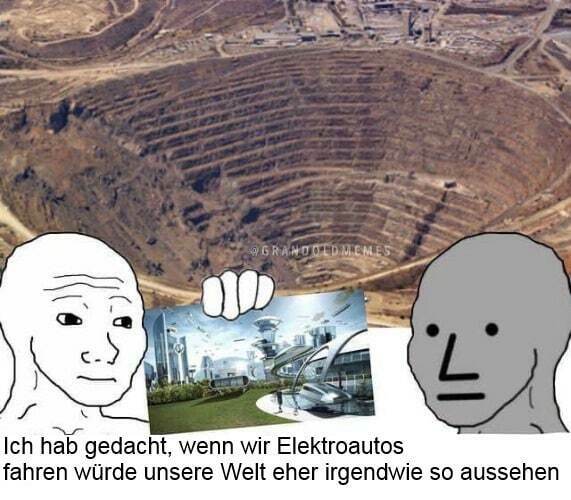 @GRANDOLDMEMES
Ich hab gedacht, wenn wir Elektroautos
fahren würde unsere Welt eher irgendwie so aussehen